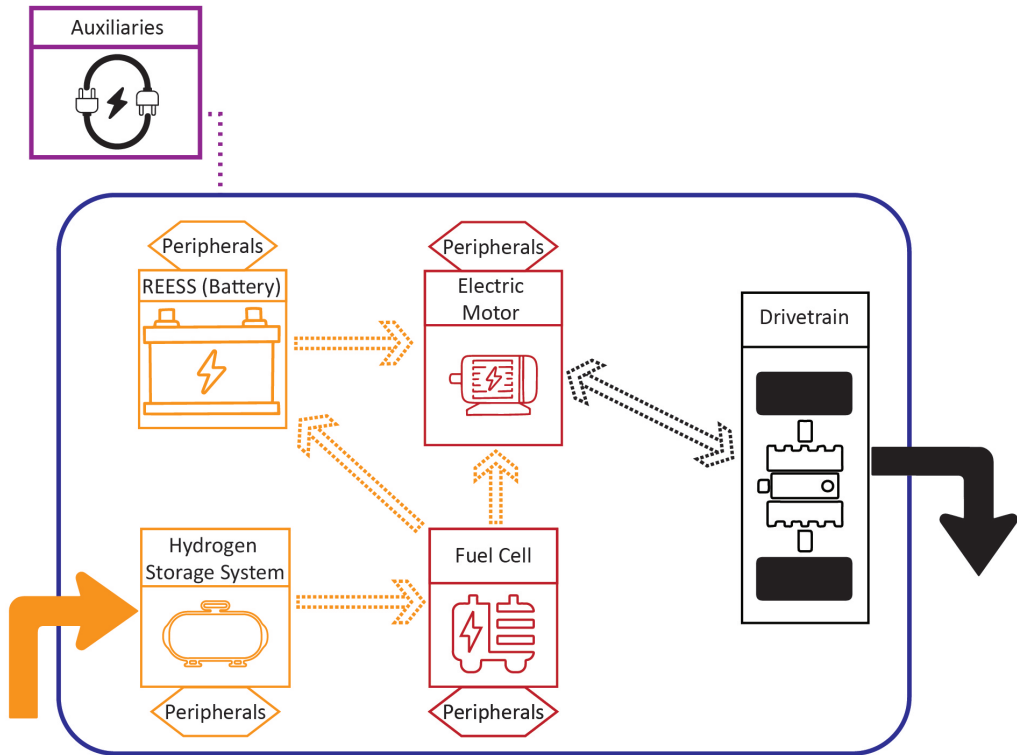 Auxiliaries
Peripherals
REESS (Battery)
Peripherals
Electric
Motor
Drivetrain
Hydrogen
Storage System
Peripherals
Fuel Cell
Peripherals